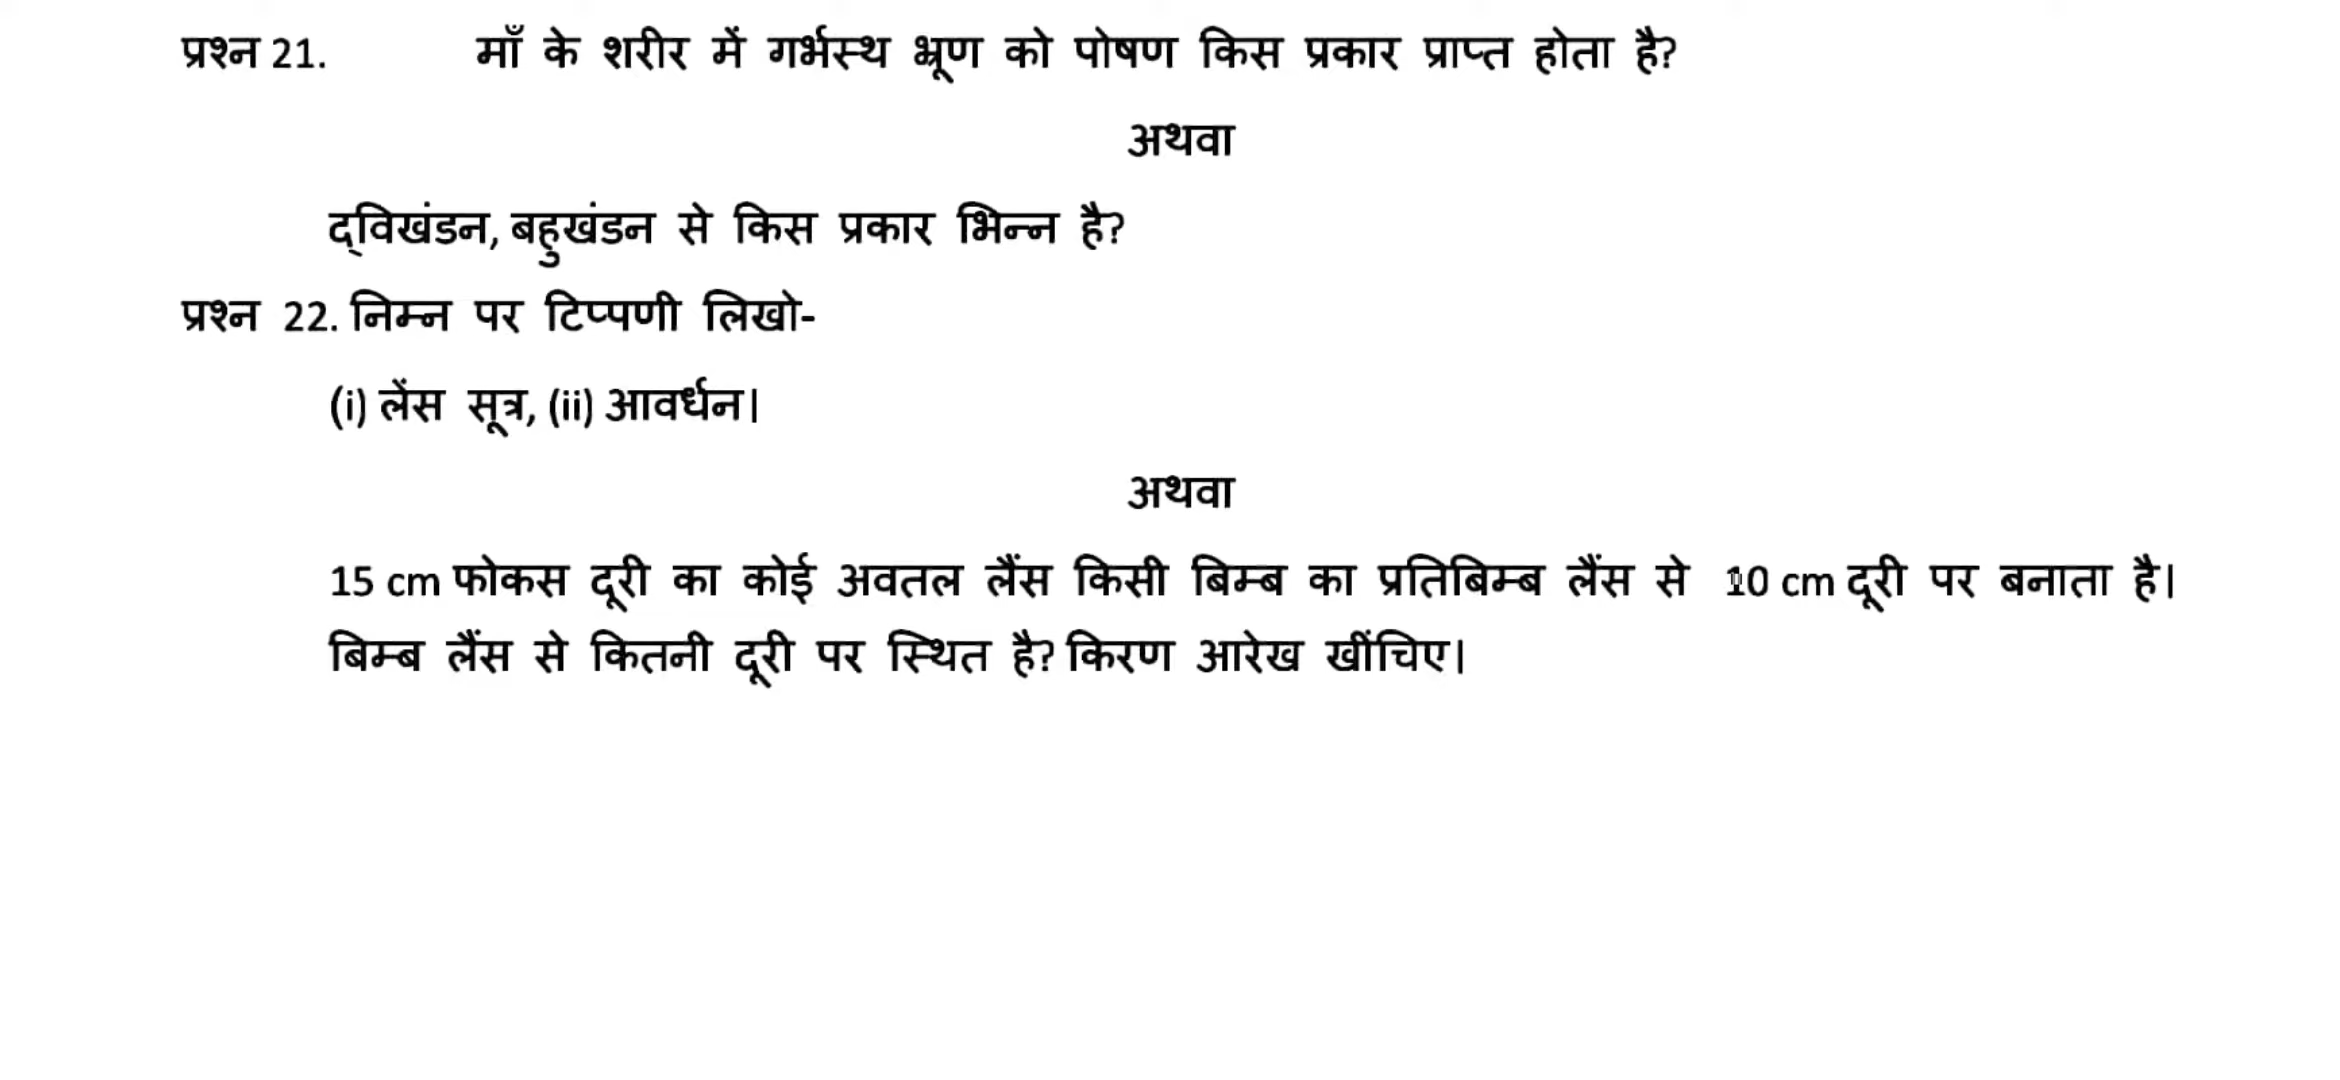 प्रश्न 21. माँ के शरीर में गर्भस्थ भ्रूण को पोषण किस प्रकार प्राप्त होता है?
अथवा
द्विखंडन, बहुखंडन से किस प्रकार भिन्न है?
प्रश्न 22. निम्न पर टिप्पणी लिखो-
(i) लेंस सूत्र, (ii) आवर्धन।
अथवा
15 cm फोकस दूरी का कोई अवतल लैंस किसी बिम्ब का प्रतिबिम्ब लैंस से 10 cm दूरी पर बनाता है।
बिम्ब लैंस से कितनी दूरी पर स्थित है? किरण आरेख खींचिए।